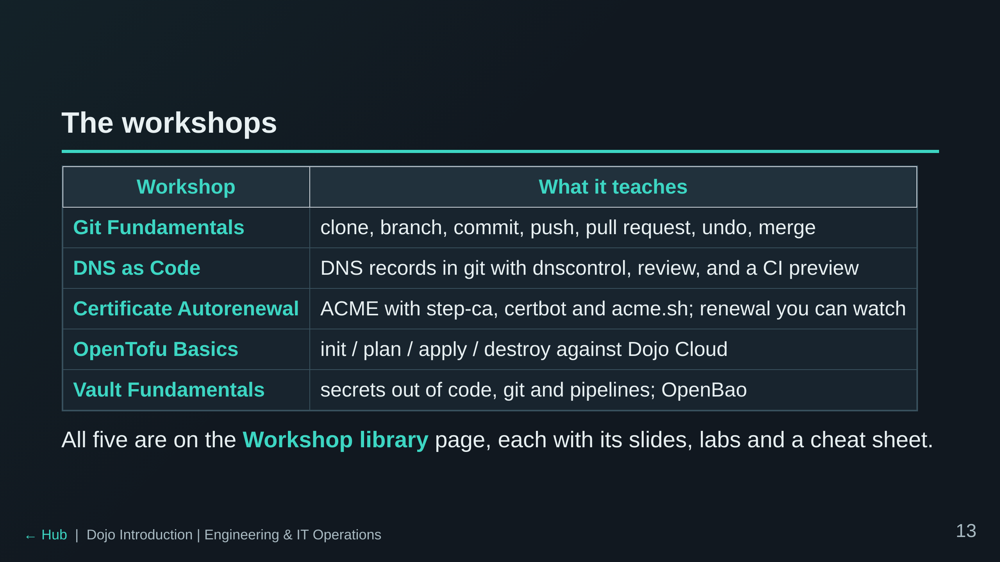 The workshops
Workshop What it teaches
Git Fundamentals clone, branch, commit, push, pull request, undo, merge
DNS as Code DNS records in git with dnscontrol, review, and a CI preview
Certificate Autorenewal ACME with step-ca, certbot and acme.sh; renewal you can watch
OpenTofu Basics init / plan / apply / destroy against Dojo Cloud
Vault Fundamentals secrets out of code, git and pipelines; OpenBao
All five are on the Workshop library page, each with its slides, labs and a cheat sheet.
← Hub | Dojo Introduction | Engineering & IT Operations
13